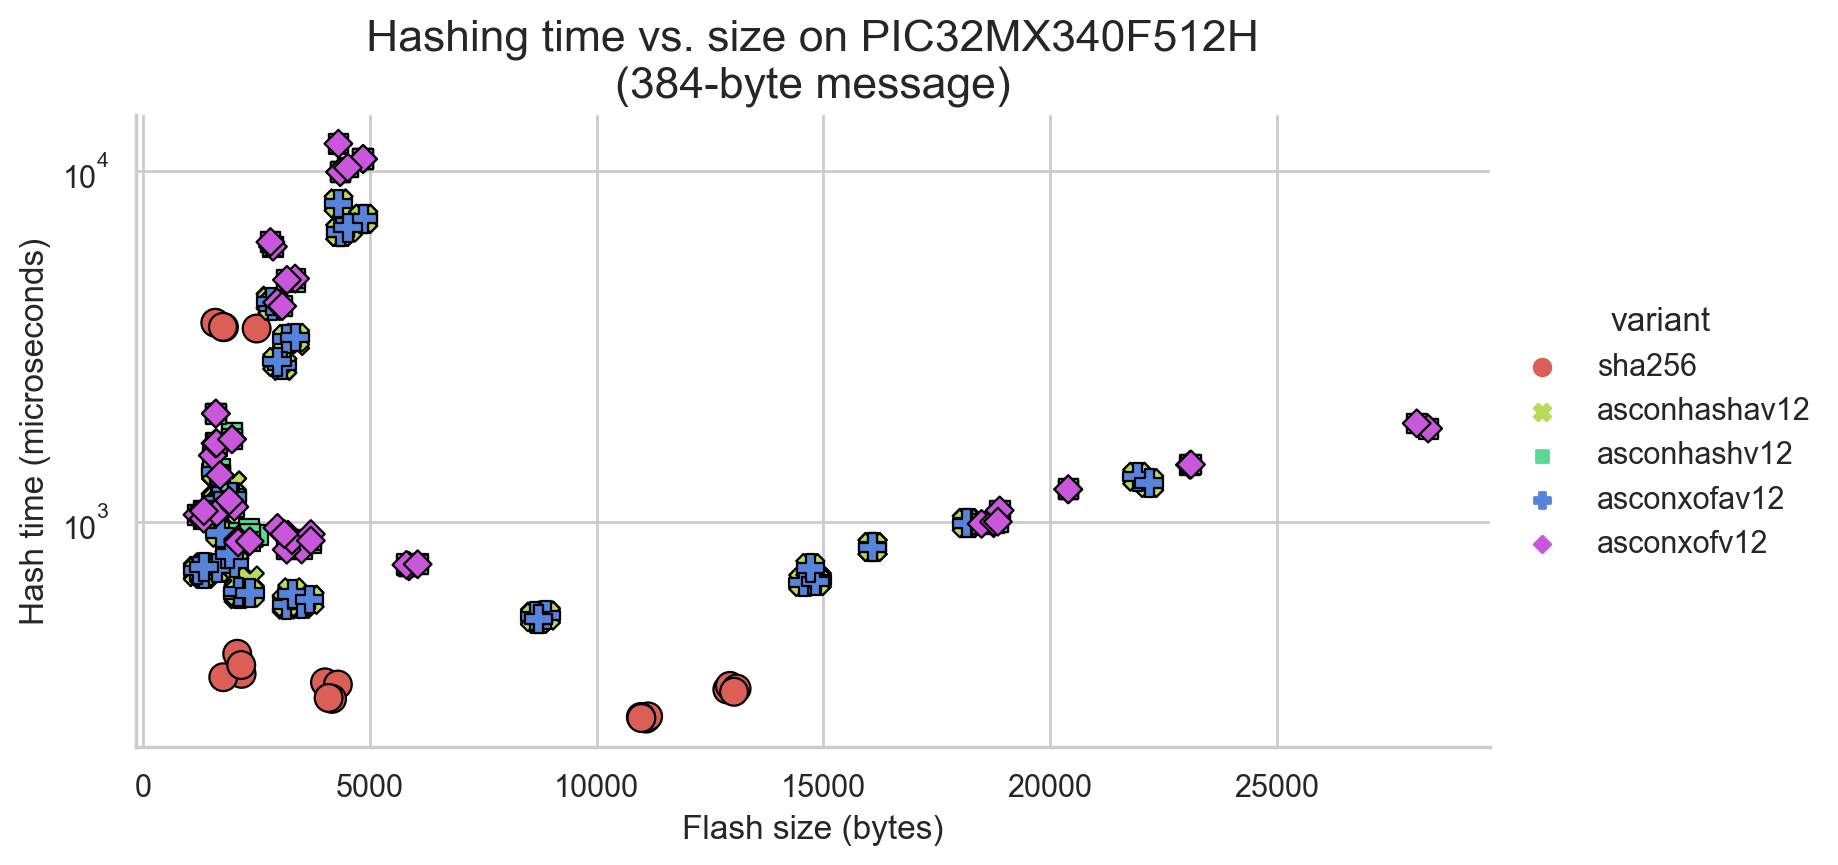 Hashing time vs. size on PIC32MX340F512H
(384-byte message)
Hash time (microseconds)
10^4
10^3
0 5000 10000 15000 20000 25000
Flash size (bytes)
variant
sha256
asconhashav12
asconhashv12
asconxofav12
asconxofv12